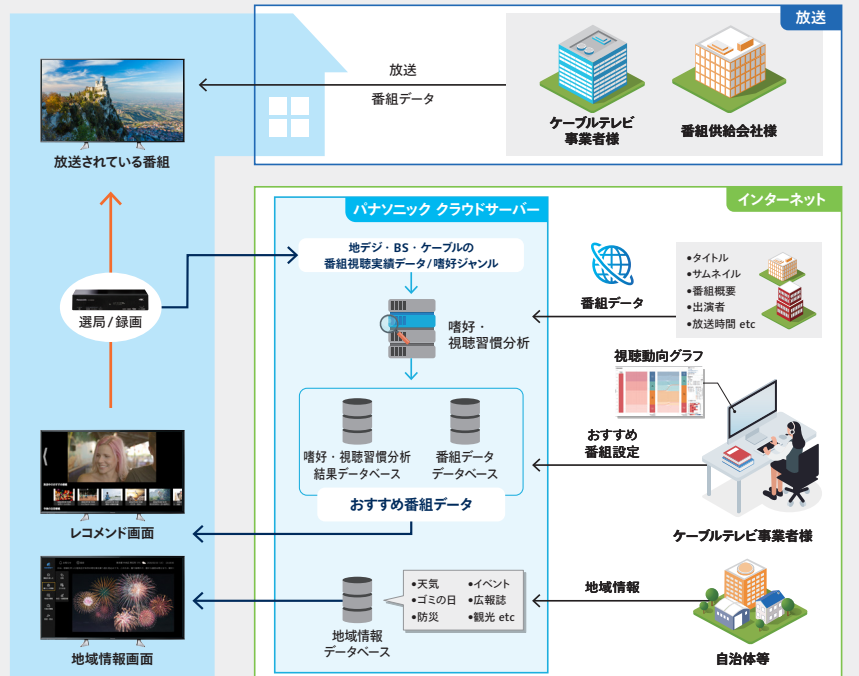 放送
放送
番組データ
ケーブルテレビ
事業者様
番組供給会社様
放送されている番組
インターネット
パナソニック クラウドサーバー
地デジ・BS・ケーブルの
番組視聴実績データ/嗜好ジャンル
選局/録画
嗜好・
視聴習慣分析
番組データ
•タイトル
•サムネイル
•番組概要
•出演者
•放送時間 etc
視聴動向グラフ
おすすめ
番組設定
ケーブルテレビ事業者様
嗜好・視聴習慣分析
結果データベース
番組データ
データベース
おすすめ番組データ
レコメンド画面
•天気
•ゴミの日
•防災
•イベント
•広報誌
•観光 etc
地域情報
データベース
地域情報
自治体等
地域情報画面